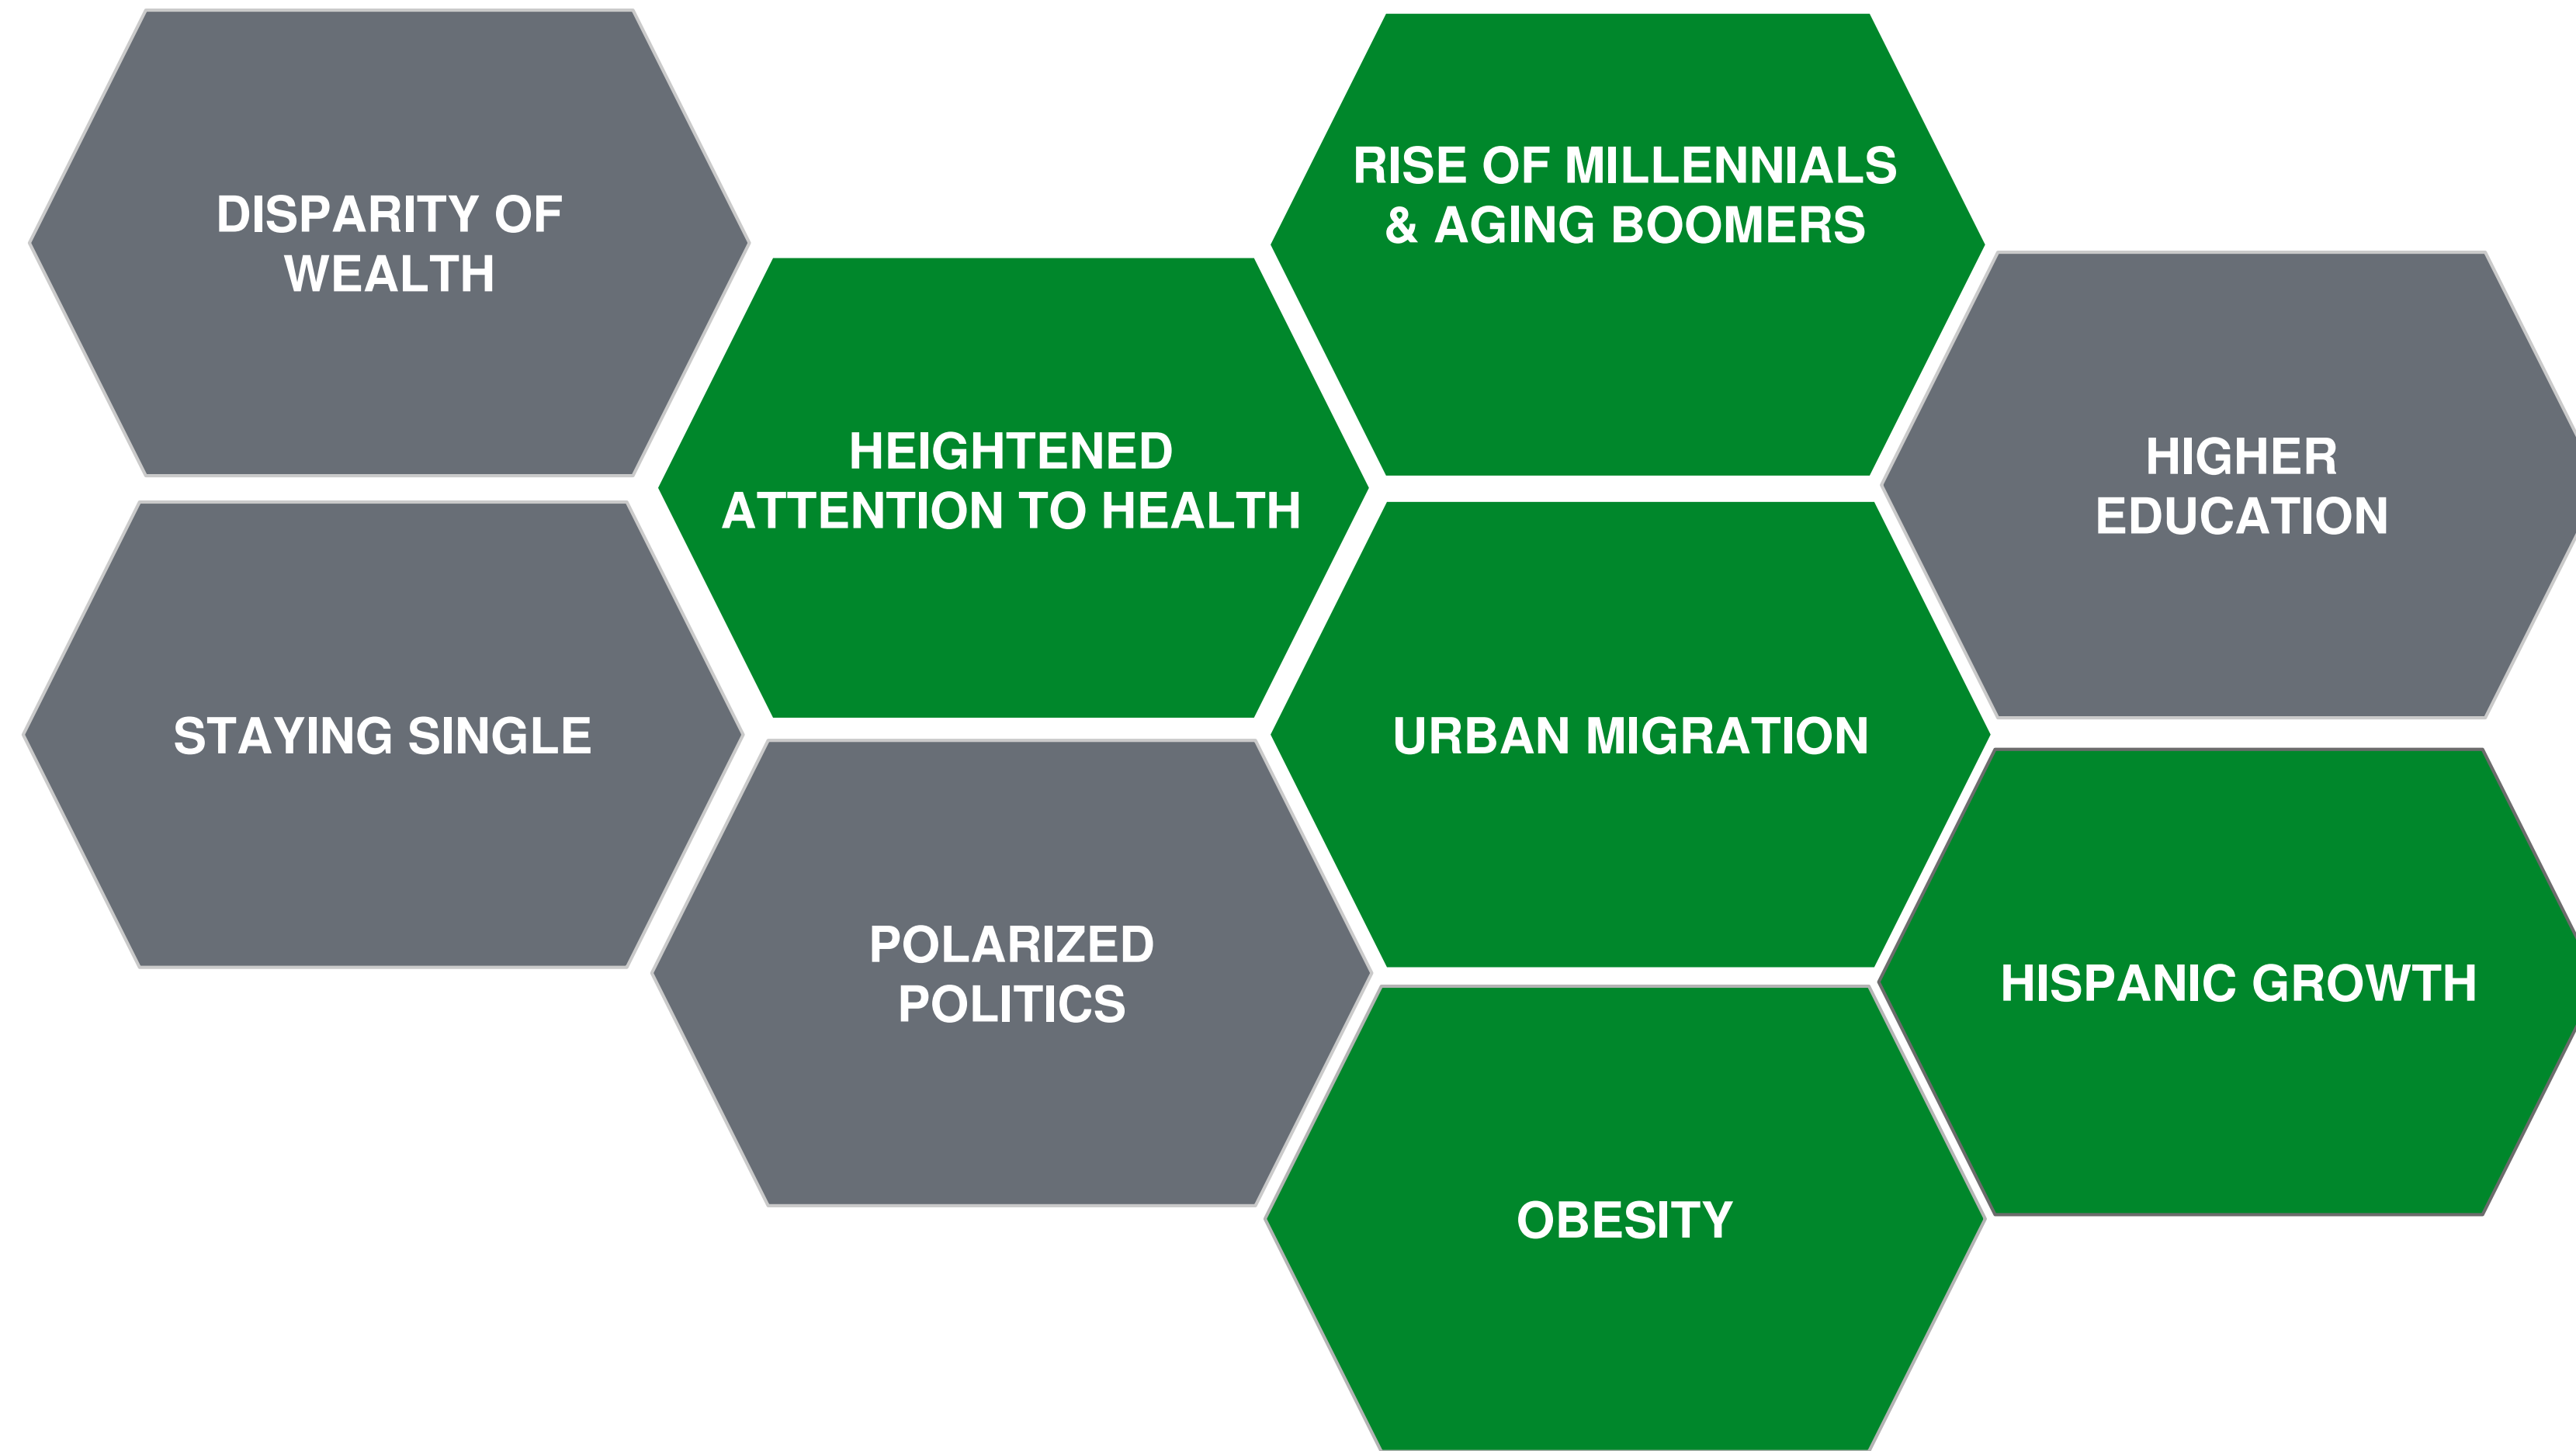 DISPARITY OF
WEALTH
RISE OF MILLENNIALS
& AGING BOOMERS
HEIGHTENED
ATTENTION TO HEALTH
HIGHER
EDUCATION
STAYING SINGLE
URBAN MIGRATION
POLARIZED
POLITICS
HISPANIC GROWTH
OBESITY